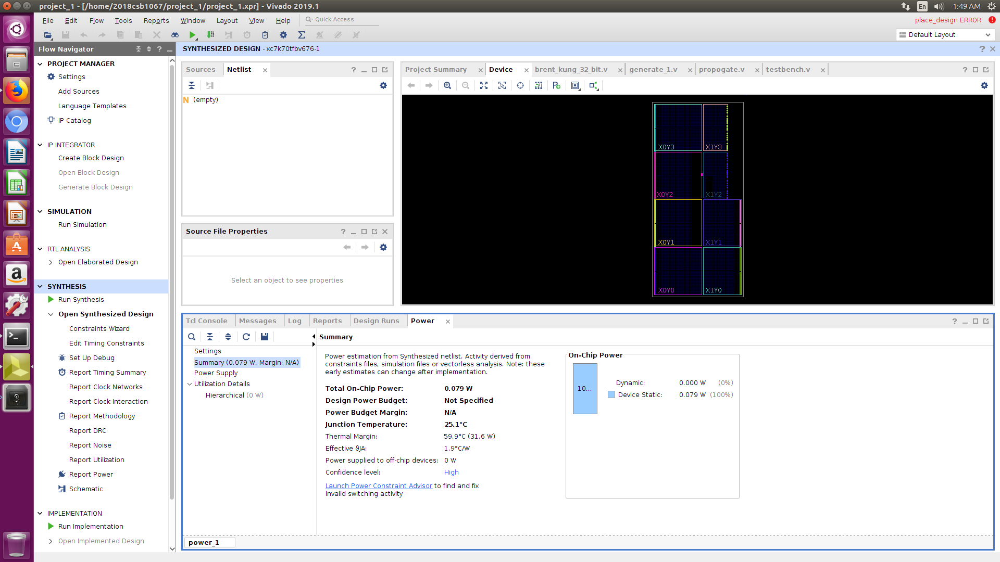 project_1 - [/home/2018csb1067/project_1/project_1.xpr] - Vivado 2019.1
En
1:49 AM
File Edit Flow Tools Reports Window Layout View Help
Quick Access
place_design ERROR
Default Layout
Flow Navigator
SYNTHESIZED DESIGN - xc7k70tfbv676-1
PROJECT MANAGER
Settings
Add Sources
Language Templates
IP Catalog
IP INTEGRATOR
Create Block Design
Open Block Design
Generate Block Design
SIMULATION
Run Simulation
RTL ANALYSIS
Open Elaborated Design
SYNTHESIS
Run Synthesis
Open Synthesized Design
Constraints Wizard
Edit Timing Constraints
Set Up Debug
Report Timing Summary
Report Clock Networks
Report Clock Interaction
Report Methodology
Report DRC
Report Noise
Report Utilization
Report Power
Schematic
IMPLEMENTATION
Run Implementation
Open Implemented Design
Sources Netlist
N (empty)
Source File Properties
Select an object to see properties
Project Summary Device brent_kung_32_bit.v generate_1.v propogate.v testbench.v
X0Y3 X1Y3
X0Y2 X1Y2
X0Y1 X1Y1
X0Y0 X1Y0
Tcl Console Messages Log Reports Design Runs Power
Settings
Summary (0.079 W, Margin: N/A)
Power Supply
Utilization Details
Hierarchical (0 W)
Summary
Power estimation from Synthesized netlist. Activity derived from
constraints files, simulation files or vectorless analysis. Note: these
early estimates can change after implementation.
Total On-Chip Power: 0.079 W
Design Power Budget: Not Specified
Power Budget Margin: N/A
Junction Temperature: 25.1°C
Thermal Margin: 59.9°C (31.6 W)
Effective ϑJA: 1.9°C/W
Power supplied to off-chip devices: 0 W
Confidence level: High
Launch Power Constraint Advisor to find and fix
invalid switching activity
On-Chip Power
10...
Dynamic: 0.000 W (0%)
Device Static: 0.079 W (100%)
power_1